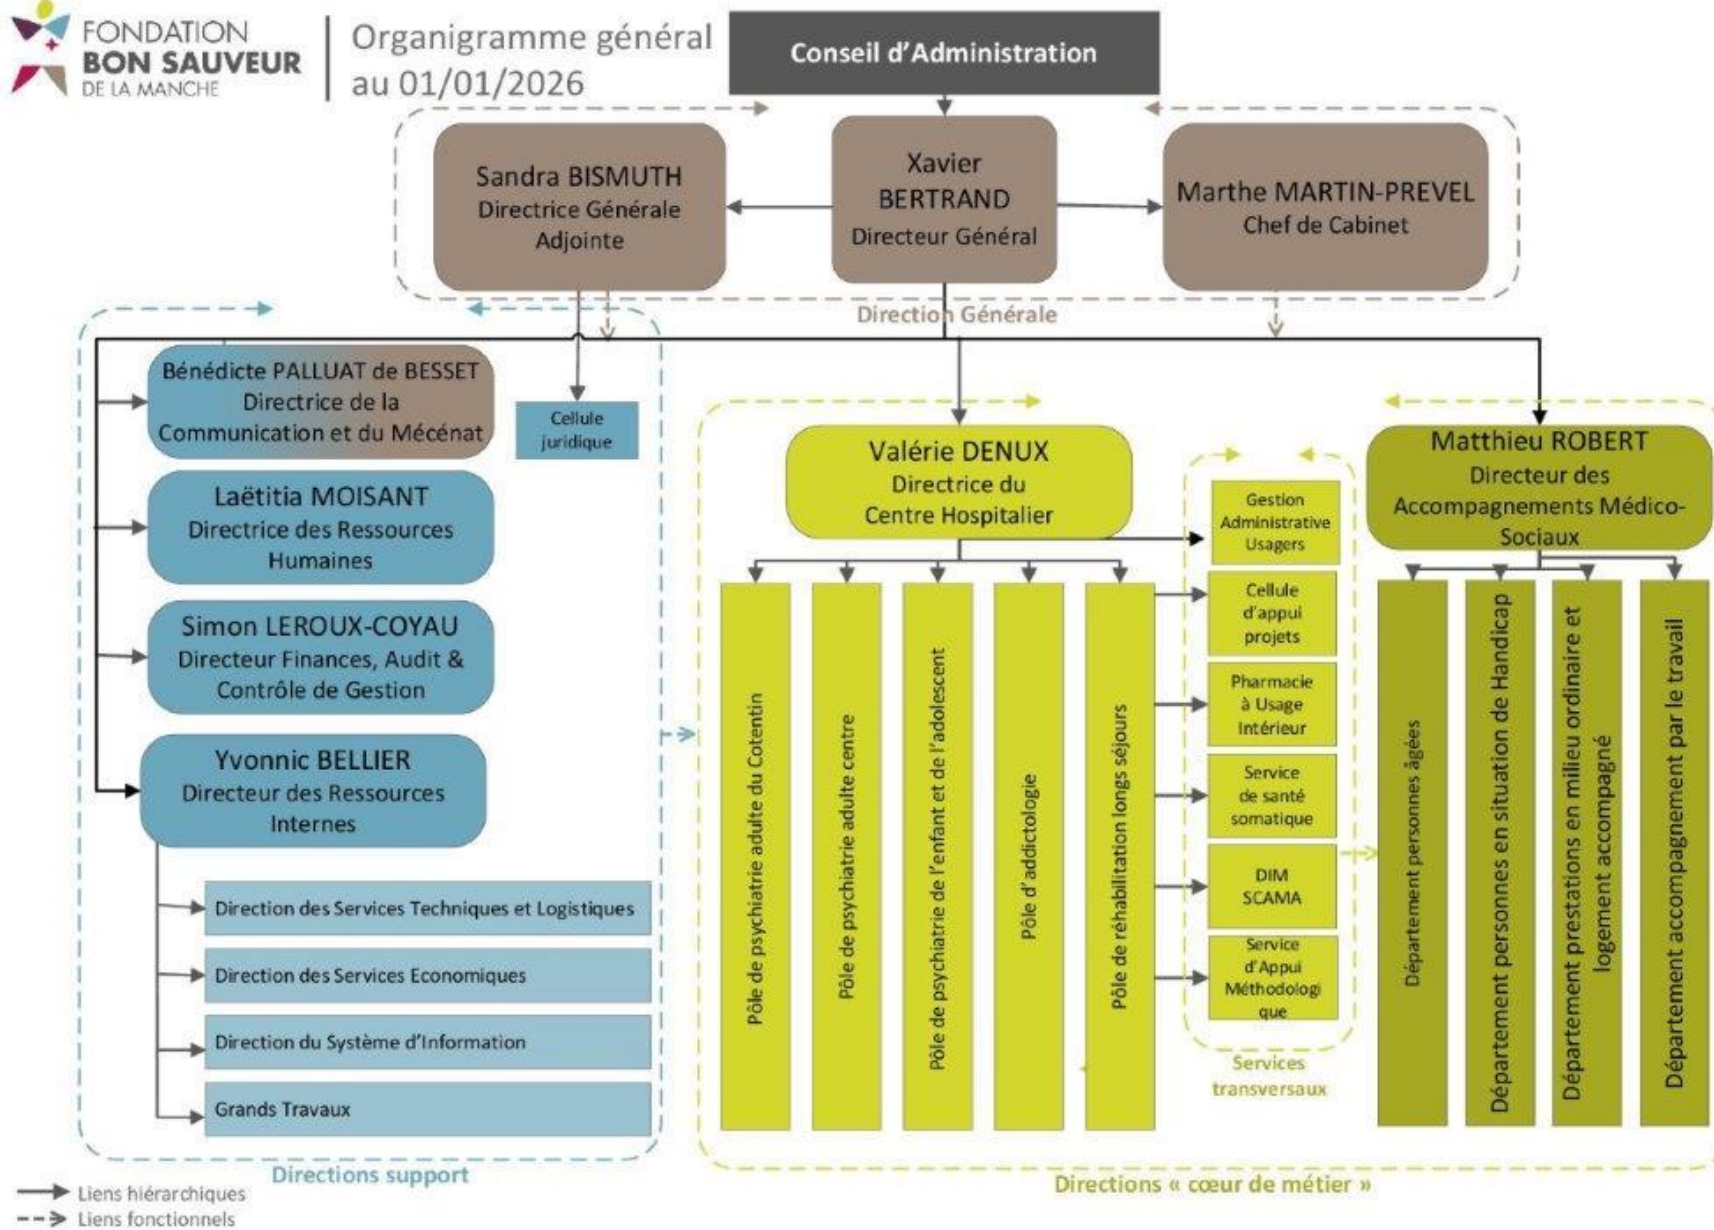 FONDATION
BON SAUVEUR
DE LA MANCHE
Organigramme général
au 01/01/2026
Conseil d'Administration
Sandra BISMUTH
Directrice Générale
Adjointe
Xavier
BERTRAND
Directeur Général
Marthe MARTIN-PREVEL
Chef de Cabinet
Direction Générale
Bénédicte PALLUAT de BESSET
Directrice de la
Communication et du Mécénat
Cellule
juridique
Laëtitia MOISANT
Directrice des Ressources
Humaines
Simon LEROUX-COYAU
Directeur Finances, Audit &
Contrôle de Gestion
Yvonnic BELLIER
Directeur des Ressources
Internes
Direction des Services Techniques et Logistiques
Direction des Services Economiques
Direction du Système d'Information
Grands Travaux
Directions support
Valérie DENUX
Directrice du
Centre Hospitalier
Pôle de psychiatrie adulte du Cotentin
Pôle de psychiatrie adulte centre
Pôle de psychiatrie de l'enfant et de l'adolescent
Pôle d'addictologie
Pôle de réhabilitation longs séjours
Gestion
Administrative
Usagers
Cellule
d'appui
projets
Pharmacie
à Usage
Intérieur
Service
de santé
somatique
DIM
SCAMA
Service
d'Appui
Méthodologi
que
Services
transversaux
Matthieu ROBERT
Directeur des
Accompagnements Médico-
Sociaux
Département personnes âgées
Département personnes en situation de Handicap
Département prestations en milieu ordinaire et
logement accompagné
Département accompagnement par le travail
Directions « cœur de métier »
Liens hiérarchiques
Liens fonctionnels